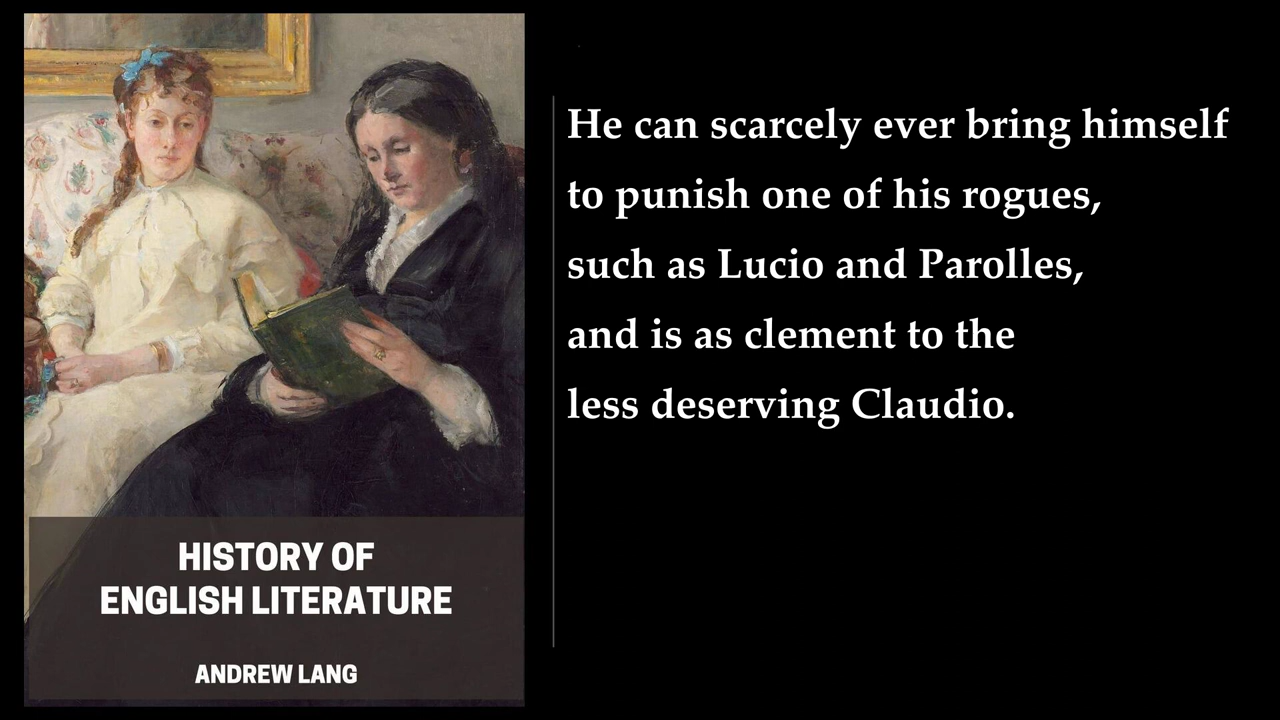 He can scarcely ever bring himself
to punish one of his rogues,
such as Lucio and Parolles,
and is as clement to the
less deserving Claudio.
HISTORY OF
ENGLISH LITERATURE
ANDREW LANG